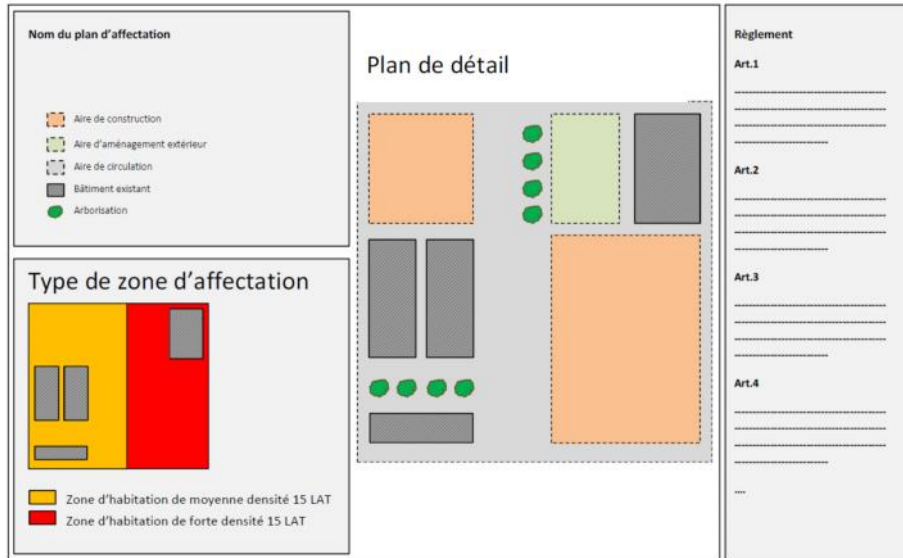 Nom du plan d'affectation
Aire de construction
Aire d'aménagement extérieur
Aire de circulation
Bâtiment existant
Arborisation
Type de zone d'affectation
Zone d'habitation de moyenne densité 15 LAT
Zone d'habitation de forte densité 15 LAT
Plan de détail
Règlement
Art.1
Art.2
Art.3
Art.4
....